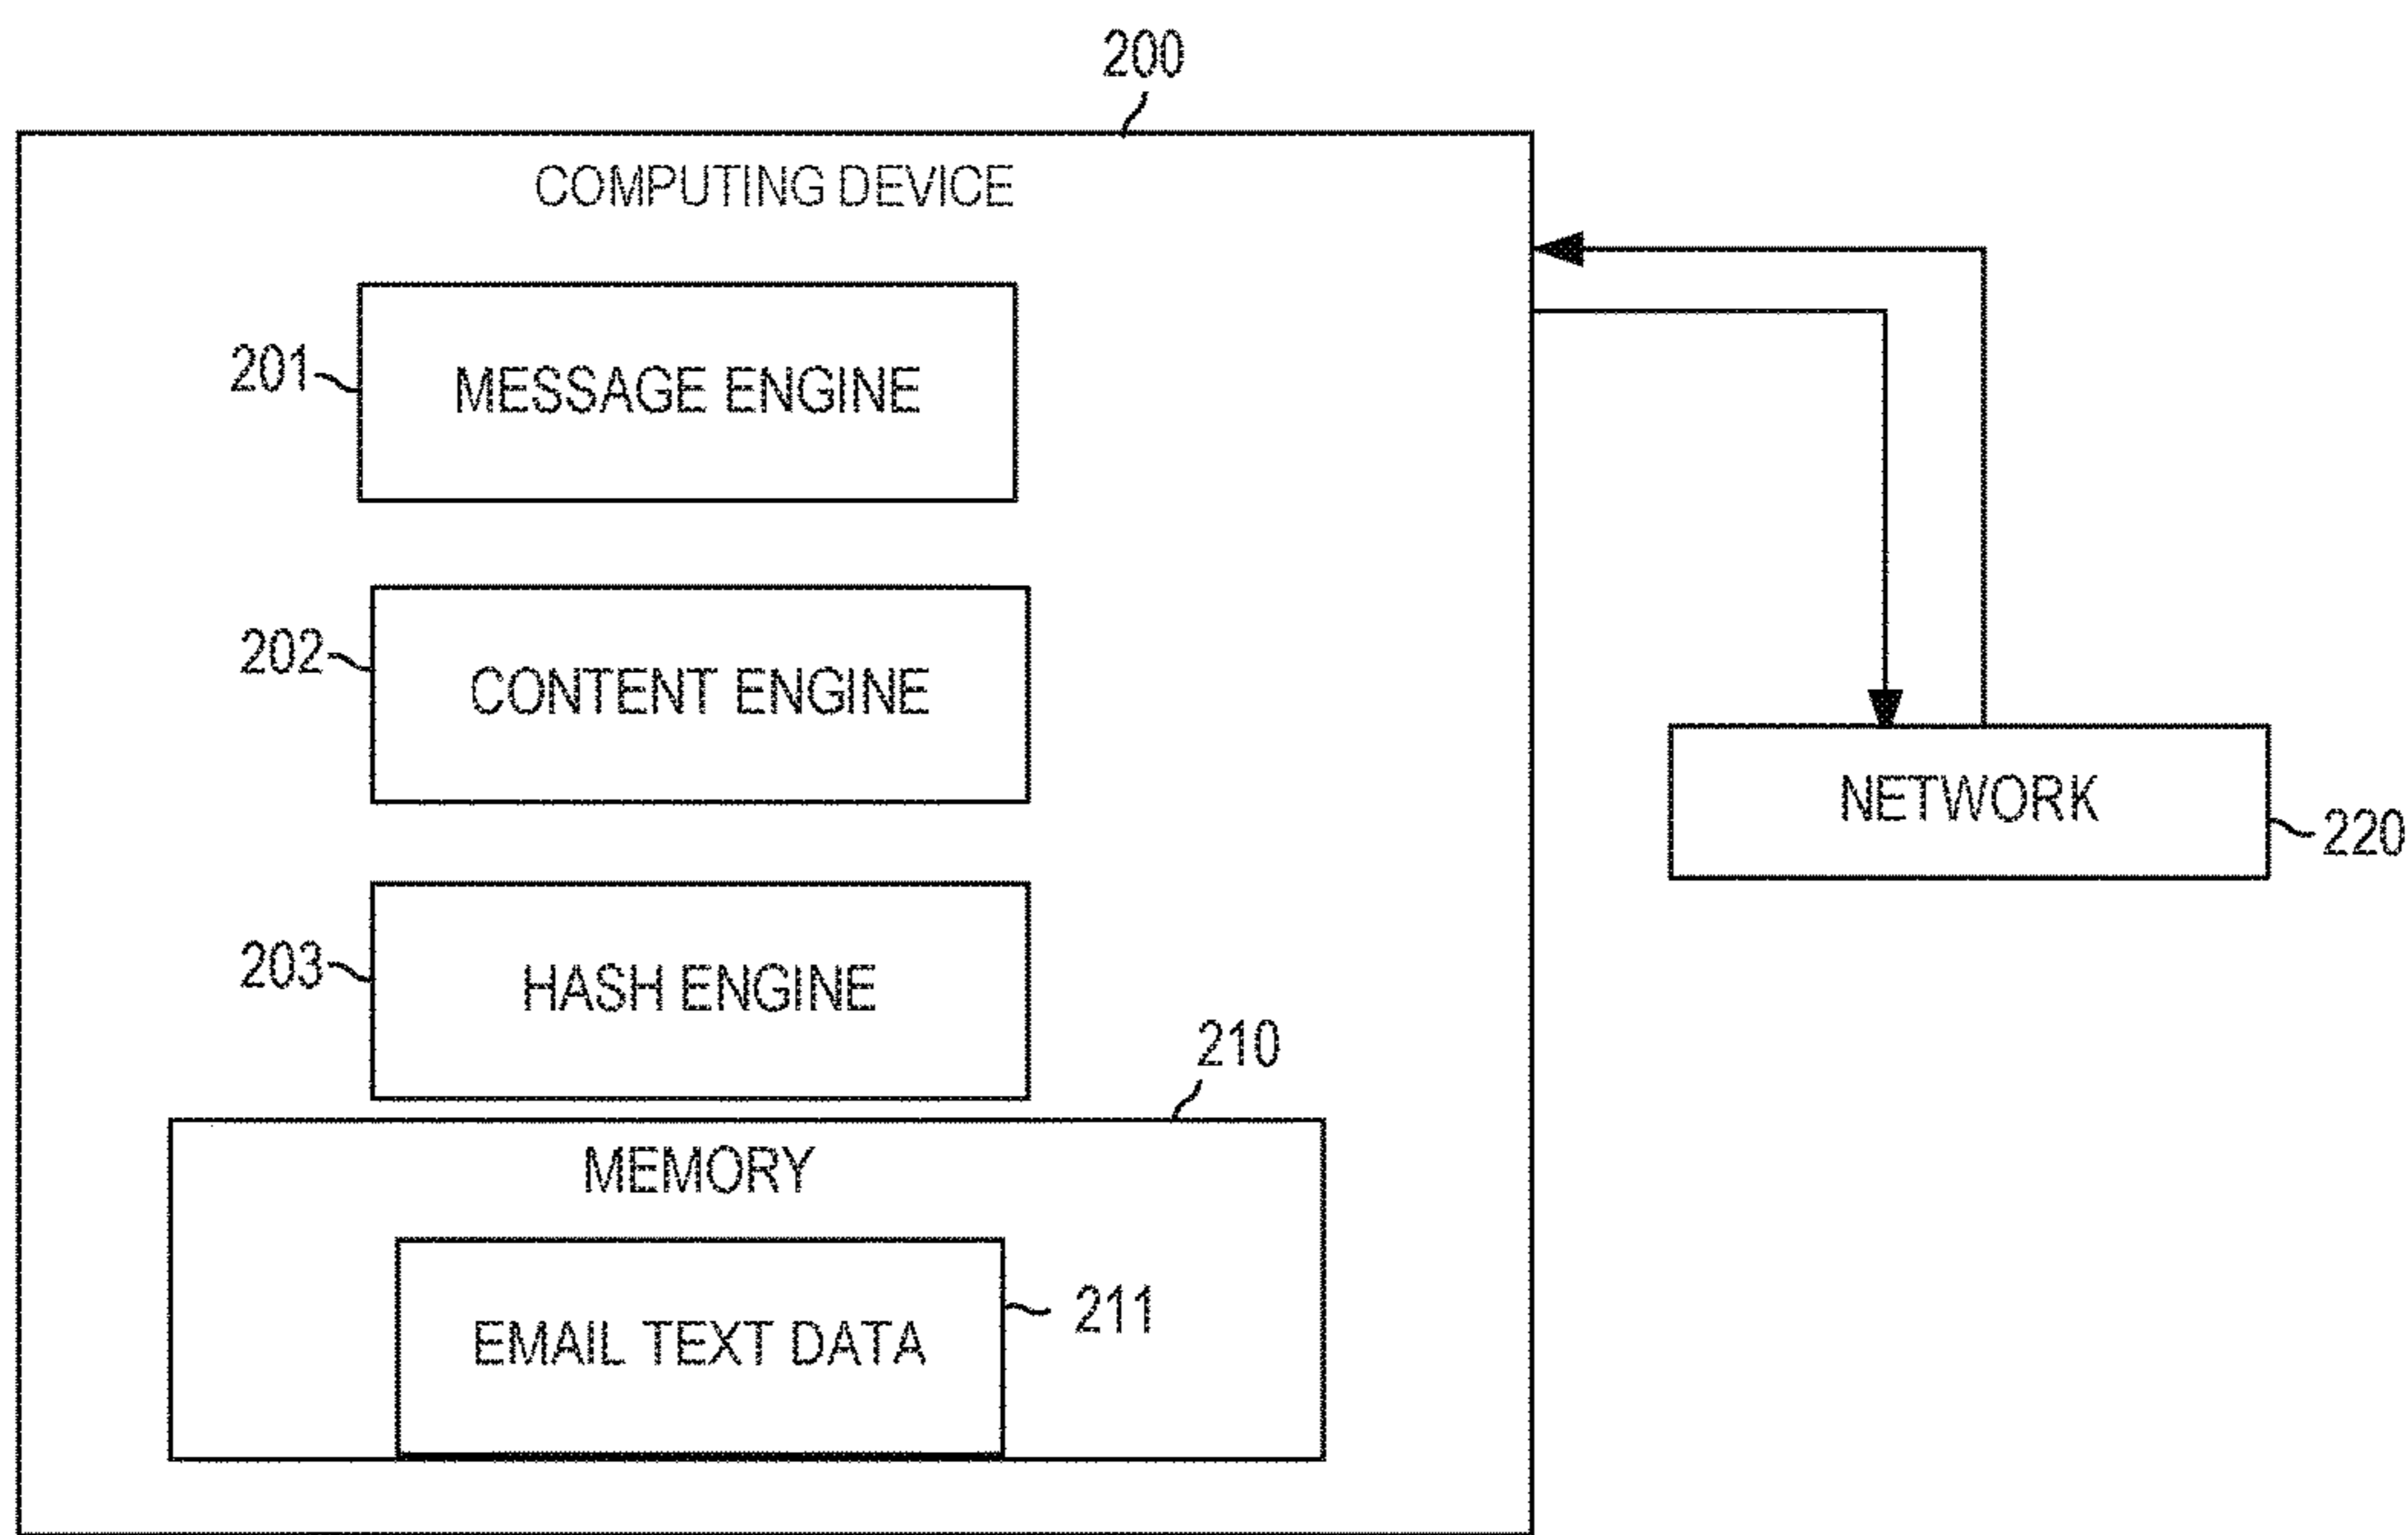 200
COMPUTING DEVICE
201
MESSAGE ENGINE
202
CONTENT ENGINE
NETWORK
220
203
HASH ENGINE
210
MEMORY
211
EMAIL TEXT DATA